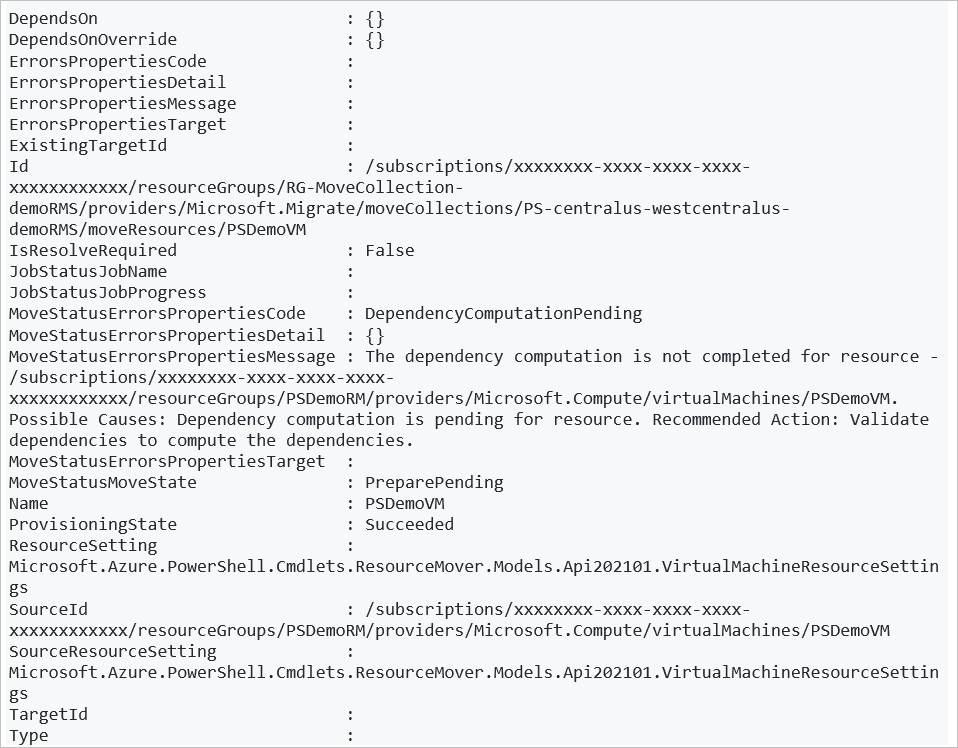 DependsOn : {}
DependsOnOverride : {}
ErrorsPropertiesCode :
ErrorsPropertiesDetail :
ErrorsPropertiesMessage :
ErrorsPropertiesTarget :
ExistingTargetId :
Id : /subscriptions/xxxxxxxx-xxxx-xxxx-xxxx-
xxxxxxxxxxxx/resourceGroups/RG-MoveCollection-
demoRMS/providers/Microsoft.Migrate/moveCollections/PS-centralus-westcentralus-
demoRMS/moveResources/PSDemoVM
IsResolveRequired : False
JobStatusJobName :
JobStatusJobProgress :
MoveStatusErrorsPropertiesCode : DependencyComputationPending
MoveStatusErrorsPropertiesDetail : {}
MoveStatusErrorsPropertiesMessage : The dependency computation is not completed for resource -
/subscriptions/xxxxxxxx-xxxx-xxxx-xxxx-
xxxxxxxxxxxx/resourceGroups/PSDemoRM/providers/Microsoft.Compute/virtualMachines/PSDemoVM.
Possible Causes: Dependency computation is pending for resource. Recommended Action: Validate
dependencies to compute the dependencies.
MoveStatusErrorsPropertiesTarget :
MoveStatusMoveState : PreparePending
Name : PSDemoVM
ProvisioningState : Succeeded
ResourceSetting :
Microsoft.Azure.PowerShell.Cmdlets.ResourceMover.Models.Api202101.VirtualMachineResourceSettin
gs
SourceId : /subscriptions/xxxxxxxx-xxxx-xxxx-xxxx-
xxxxxxxxxxxx/resourceGroups/PSDemoRM/providers/Microsoft.Compute/virtualMachines/PSDemoVM
SourceResourceSetting :
Microsoft.Azure.PowerShell.Cmdlets.ResourceMover.Models.Api202101.VirtualMachineResourceSettin
gs
TargetId :
Type :